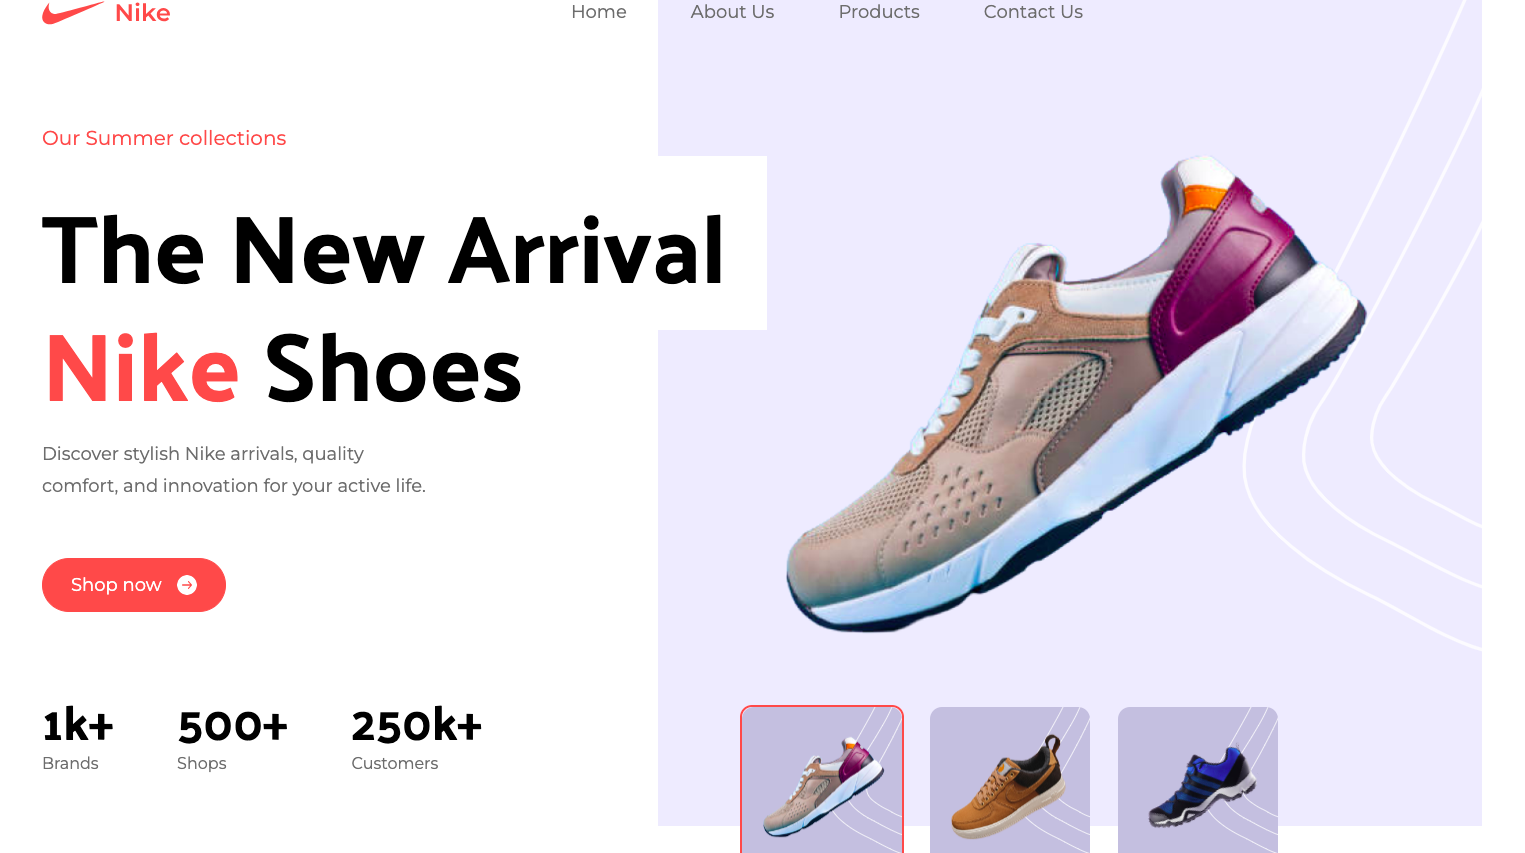 Nike
Home
About Us
Products
Contact Us
Our Summer collections
The New Arrival
Nike Shoes
Discover stylish Nike arrivals, quality
comfort, and innovation for your active life.
Shop now
1k+
Brands
500+
Shops
250k+
Customers